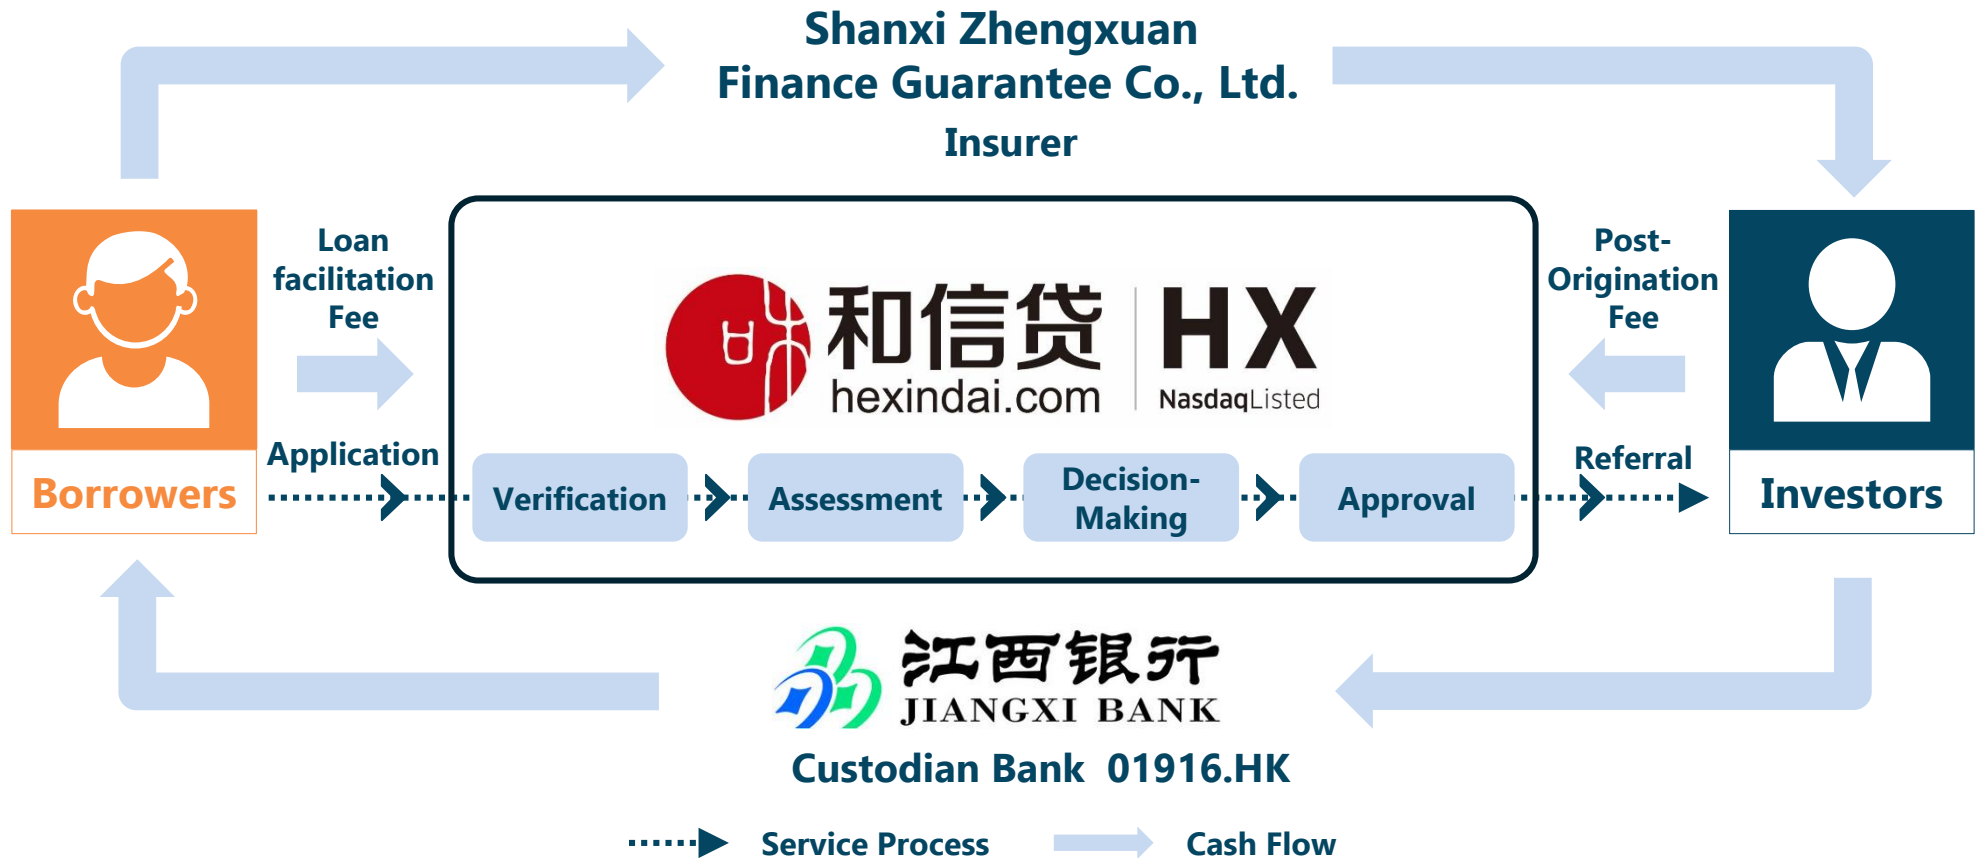 Shanxi Zhengxuan
Finance Guarantee Co., Ltd.
Insurer
Loan
facilitation
Fee
和信贷
hexindai.com
HX
NasdaqListed
Post-
Origination
Fee
Borrowers
Application
Verification
Assessment
Decision-
Making
Approval
Referral
Investors
江西银行
JIANGXI BANK
Custodian Bank 01916.HK
Service Process
Cash Flow